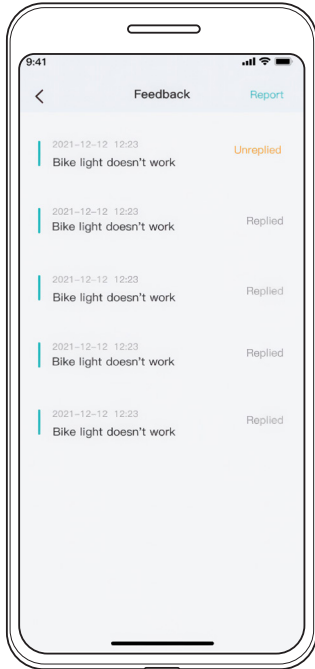 9:41
Feedback
Report
2021-12-12 12:23
Bike light doesn't work
Unreplied
2021-12-12 12:23
Bike light doesn't work
Replied
2021-12-12 12:23
Bike light doesn't work
Replied
2021-12-12 12:23
Bike light doesn't work
Replied
2021-12-12 12:23
Bike light doesn't work
Replied